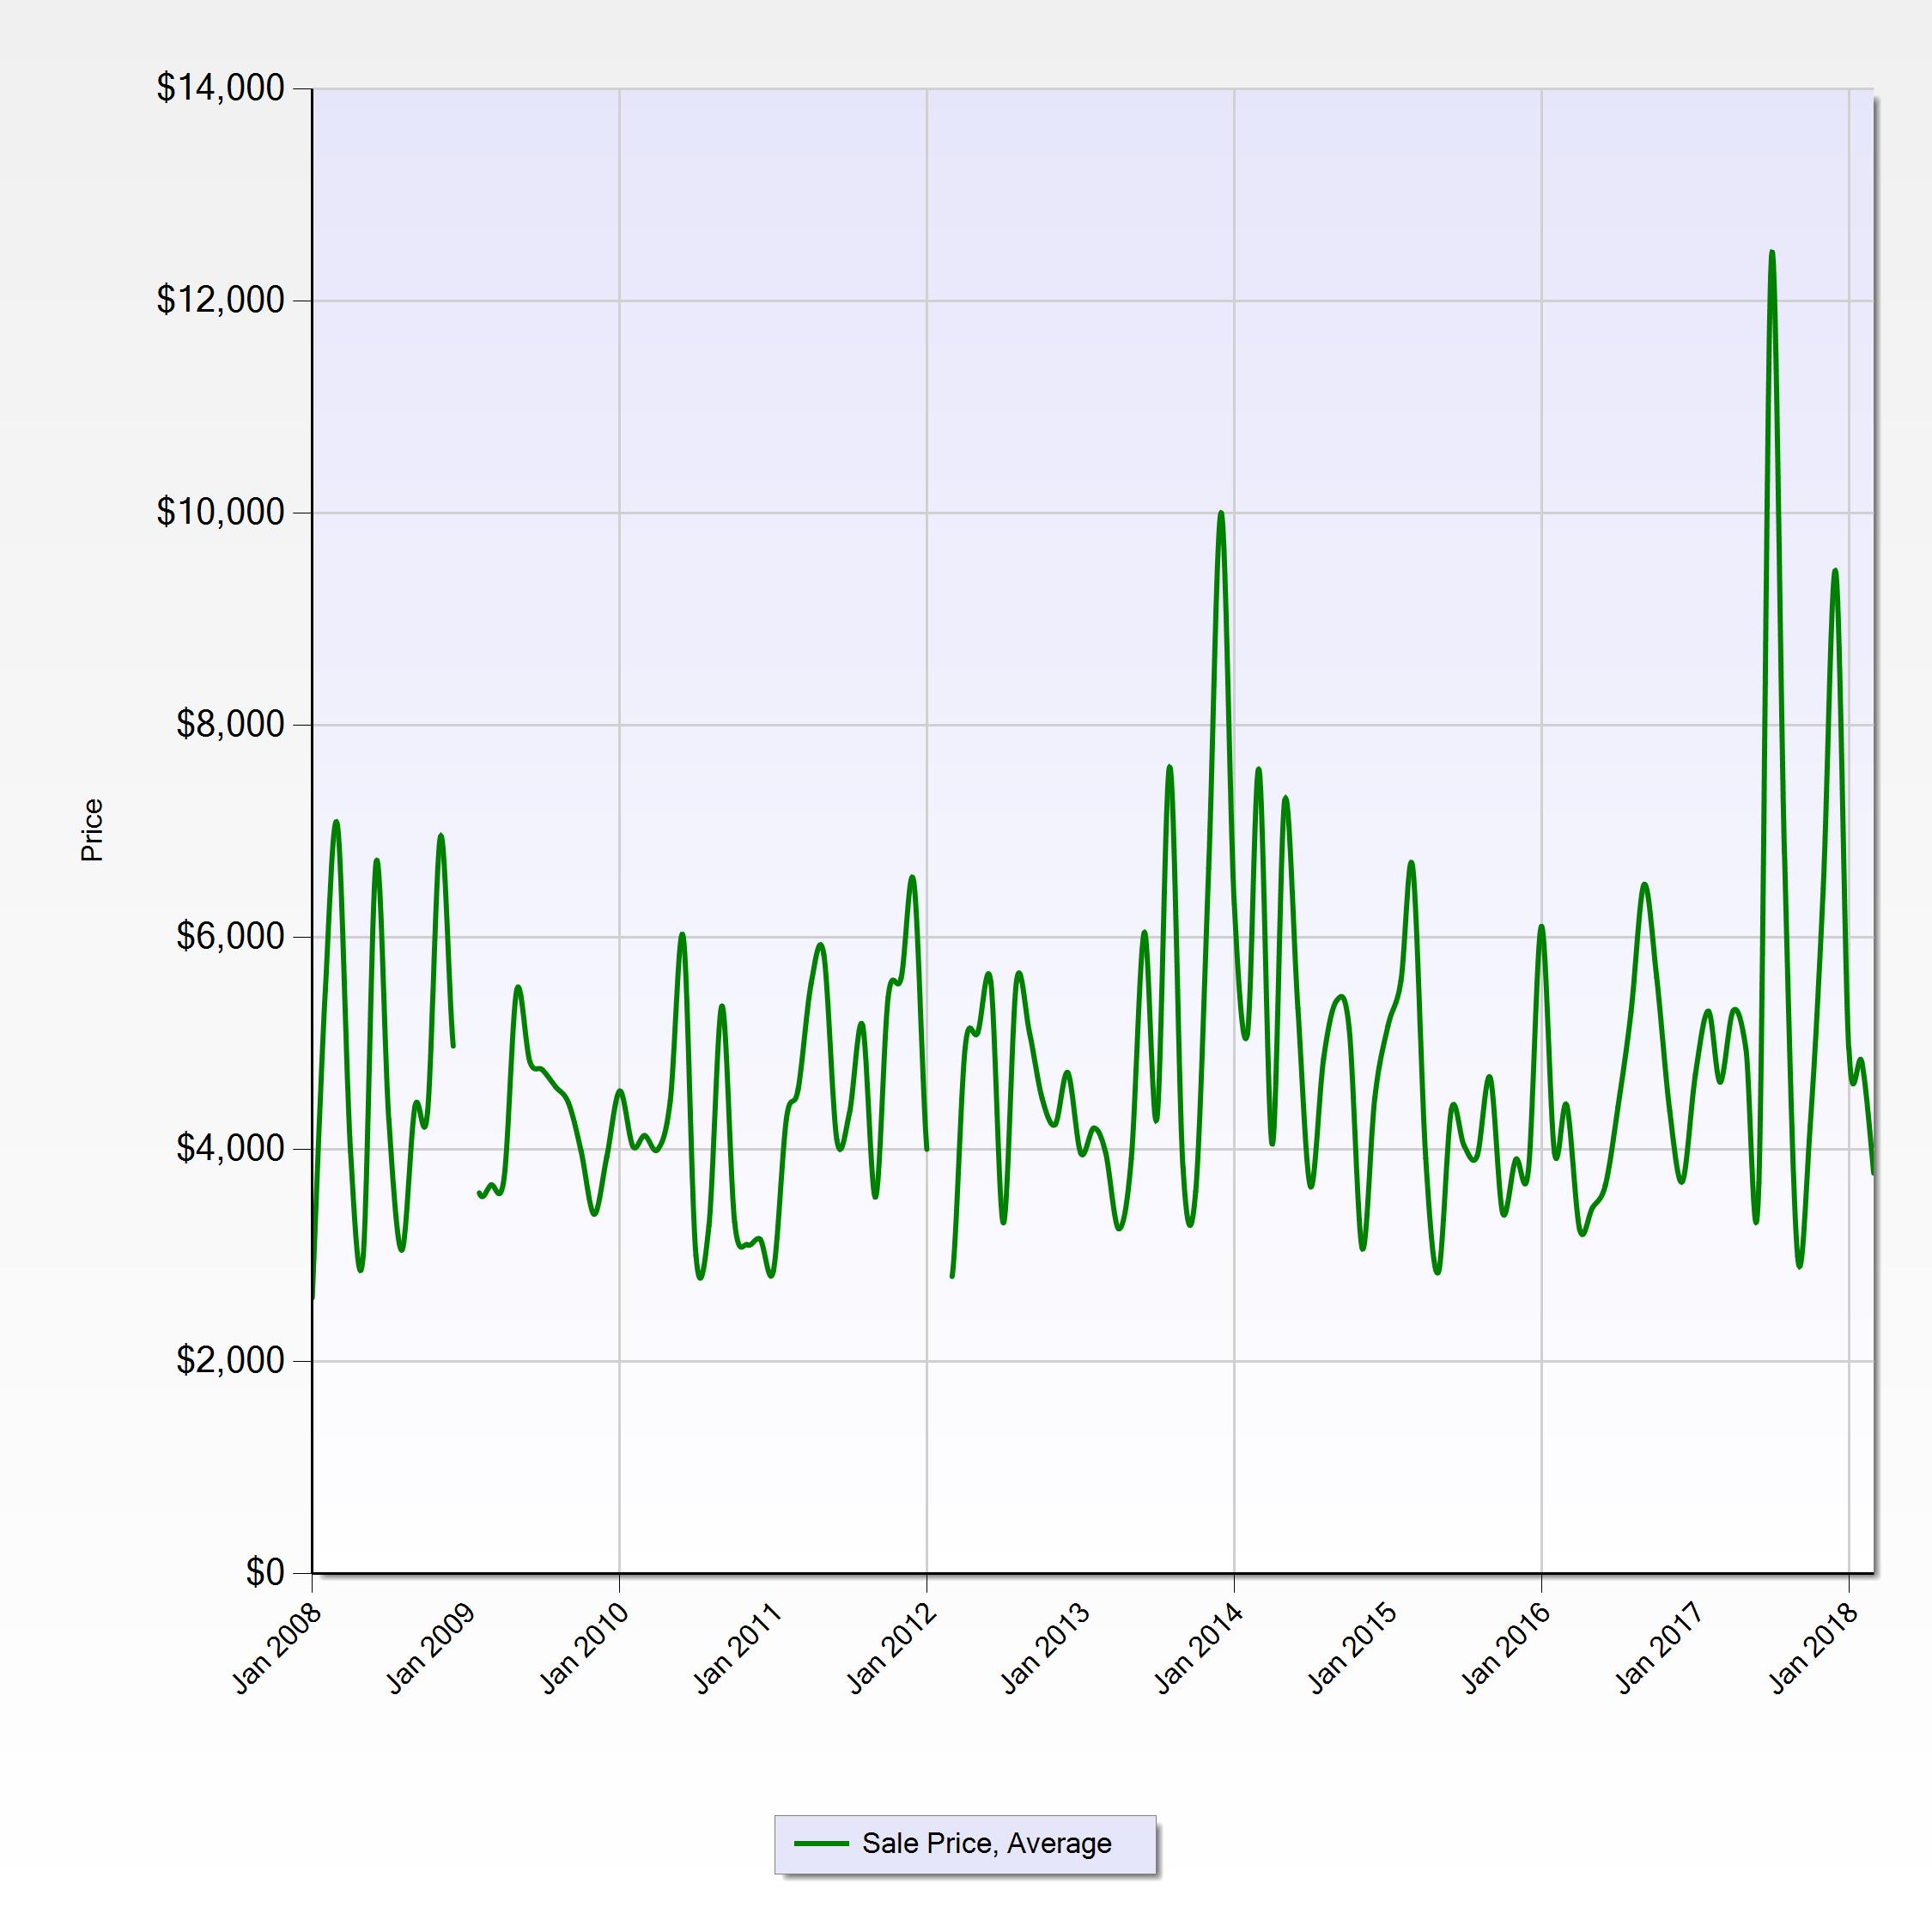 $14,000
$12,000
$10,000
$8,000
$6,000
$4,000
$2,000
$0
Price
Jan 2008
Jan 2009
Jan 2010
Jan 2011
Jan 2012
Jan 2013
Jan 2014
Jan 2015
Jan 2016
Jan 2017
Jan 2018
Sale Price, Average